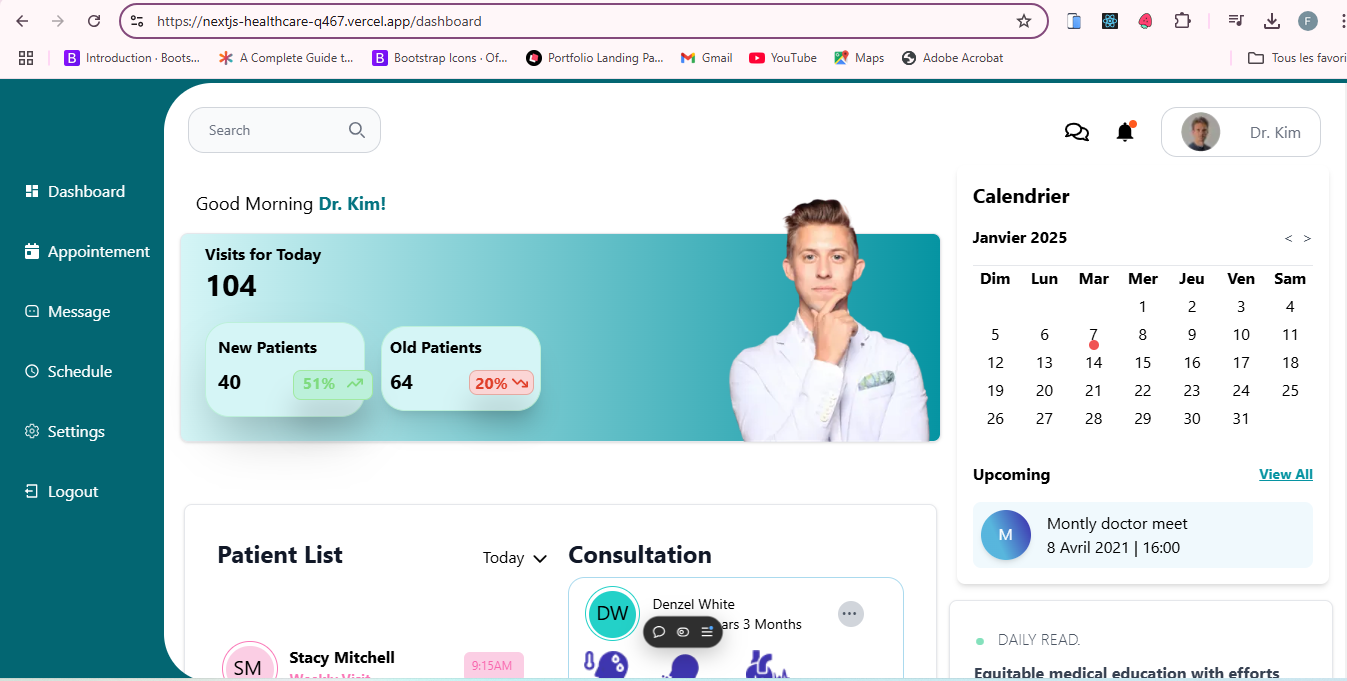 https://nextjs-healthcare-q467.vercel.app/dashboard
F
Introduction · Boots...
A Complete Guide t...
Bootstrap Icons · Of...
Portfolio Landing Pa...
Gmail
YouTube
Maps
Adobe Acrobat
Tous les favori
Search
Dr. Kim
Dashboard
Appointement
Message
Schedule
Settings
Logout
Good Morning Dr. Kim!
Visits for Today
104
New Patients
40 51%
Old Patients
64 20%
Patient List
Today
Stacy Mitchell
SM
9:15AM
Weekly Visit
Consultation
DW
Denzel White
ars 3 Months
Calendrier
Janvier 2025 < >
Dim Lun Mar Mer Jeu Ven Sam
1 2 3 4
5 6 7 8 9 10 11
12 13 14 15 16 17 18
19 20 21 22 23 24 25
26 27 28 29 30 31
Upcoming View All
M
Montly doctor meet
8 Avril 2021 | 16:00
DAILY READ.
Equitable medical education with efforts